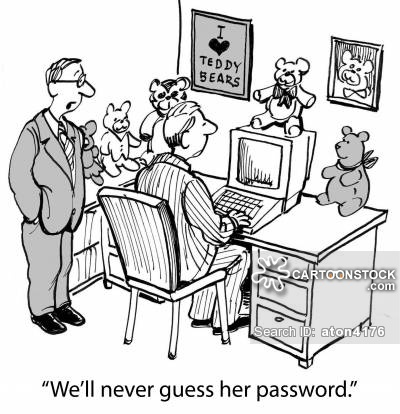 I
TEDDY
BEARS
CARTOONSTOCK
.com
Search ID: aton4176
"We'll never guess her password."